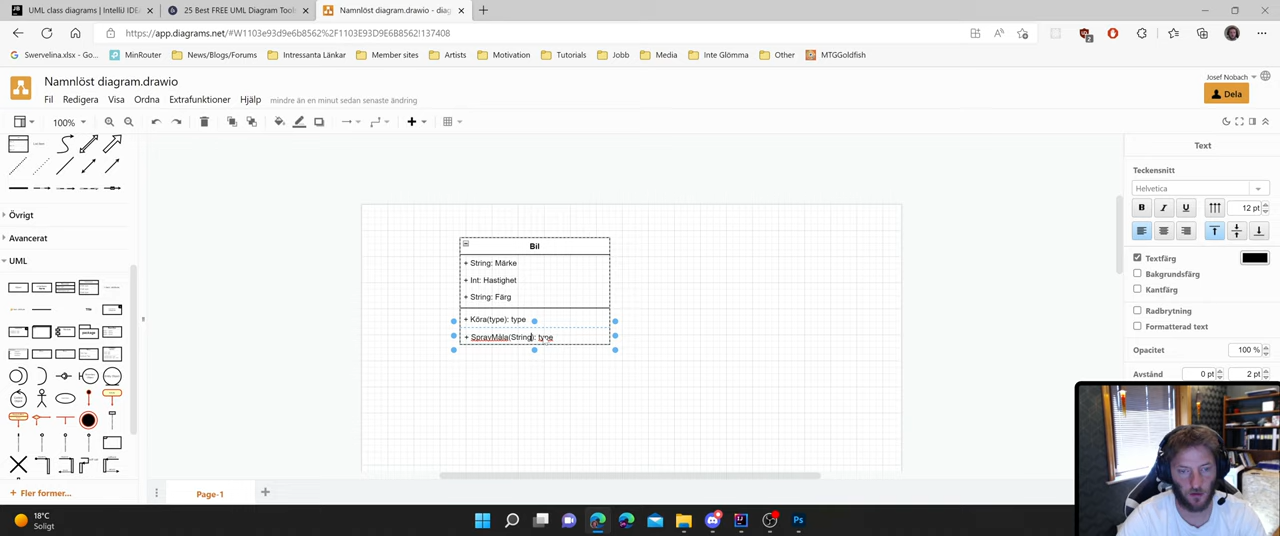 UML class diagrams | IntelliJ IDE
25 Best FREE UML Diagram Tools
Namnlöst diagram.drawio - diag
https://app.diagrams.net/#W1103e93D9e6b8562%2F1103E93D9E6B8562!137408
Swervelina.xlsx - Yo...
MinRouter
News/Blogs/Forums
Intressanta Länkar
Member sites
Artists
Motivation
Tutorials
Jobb
Media
Inte Glömma
Other
MTGGoldfish
Namnlöst diagram.drawio
Josef Nobach
Fil Redigera Visa Ordna Extrafunktioner Hjälp mindre än en minut sedan senaste ändring
Dela
100%
Text
Teckensnitt
Helvetica
B I U 12 pt
Övrigt
Avancerat
UML
Textfärg
Bakgrundsfärg
Kantfärg
Radbrytning
Formatterad text
Opacitet 100 %
Avstånd 0 pt 2 pt
Bil
+ String: Märke
+ Int: Hastighet
+ String: Färg
+ Köra(type): type
+ SprayMåla(String): type
Fler former...
Page-1
18°C
Soligt